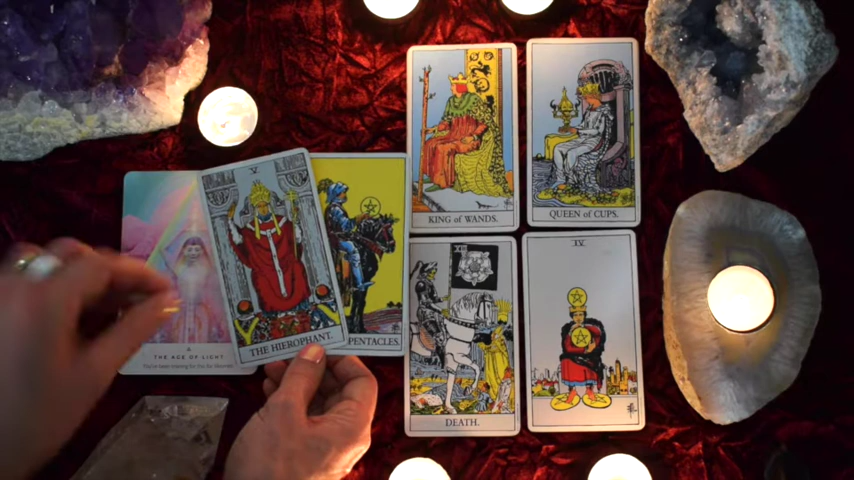 KING of WANDS.
QUEEN of CUPS.
V
THE HIEROPHANT.
PENTACLES.
THE AGE OF LIGHT
XIII
DEATH.
IV